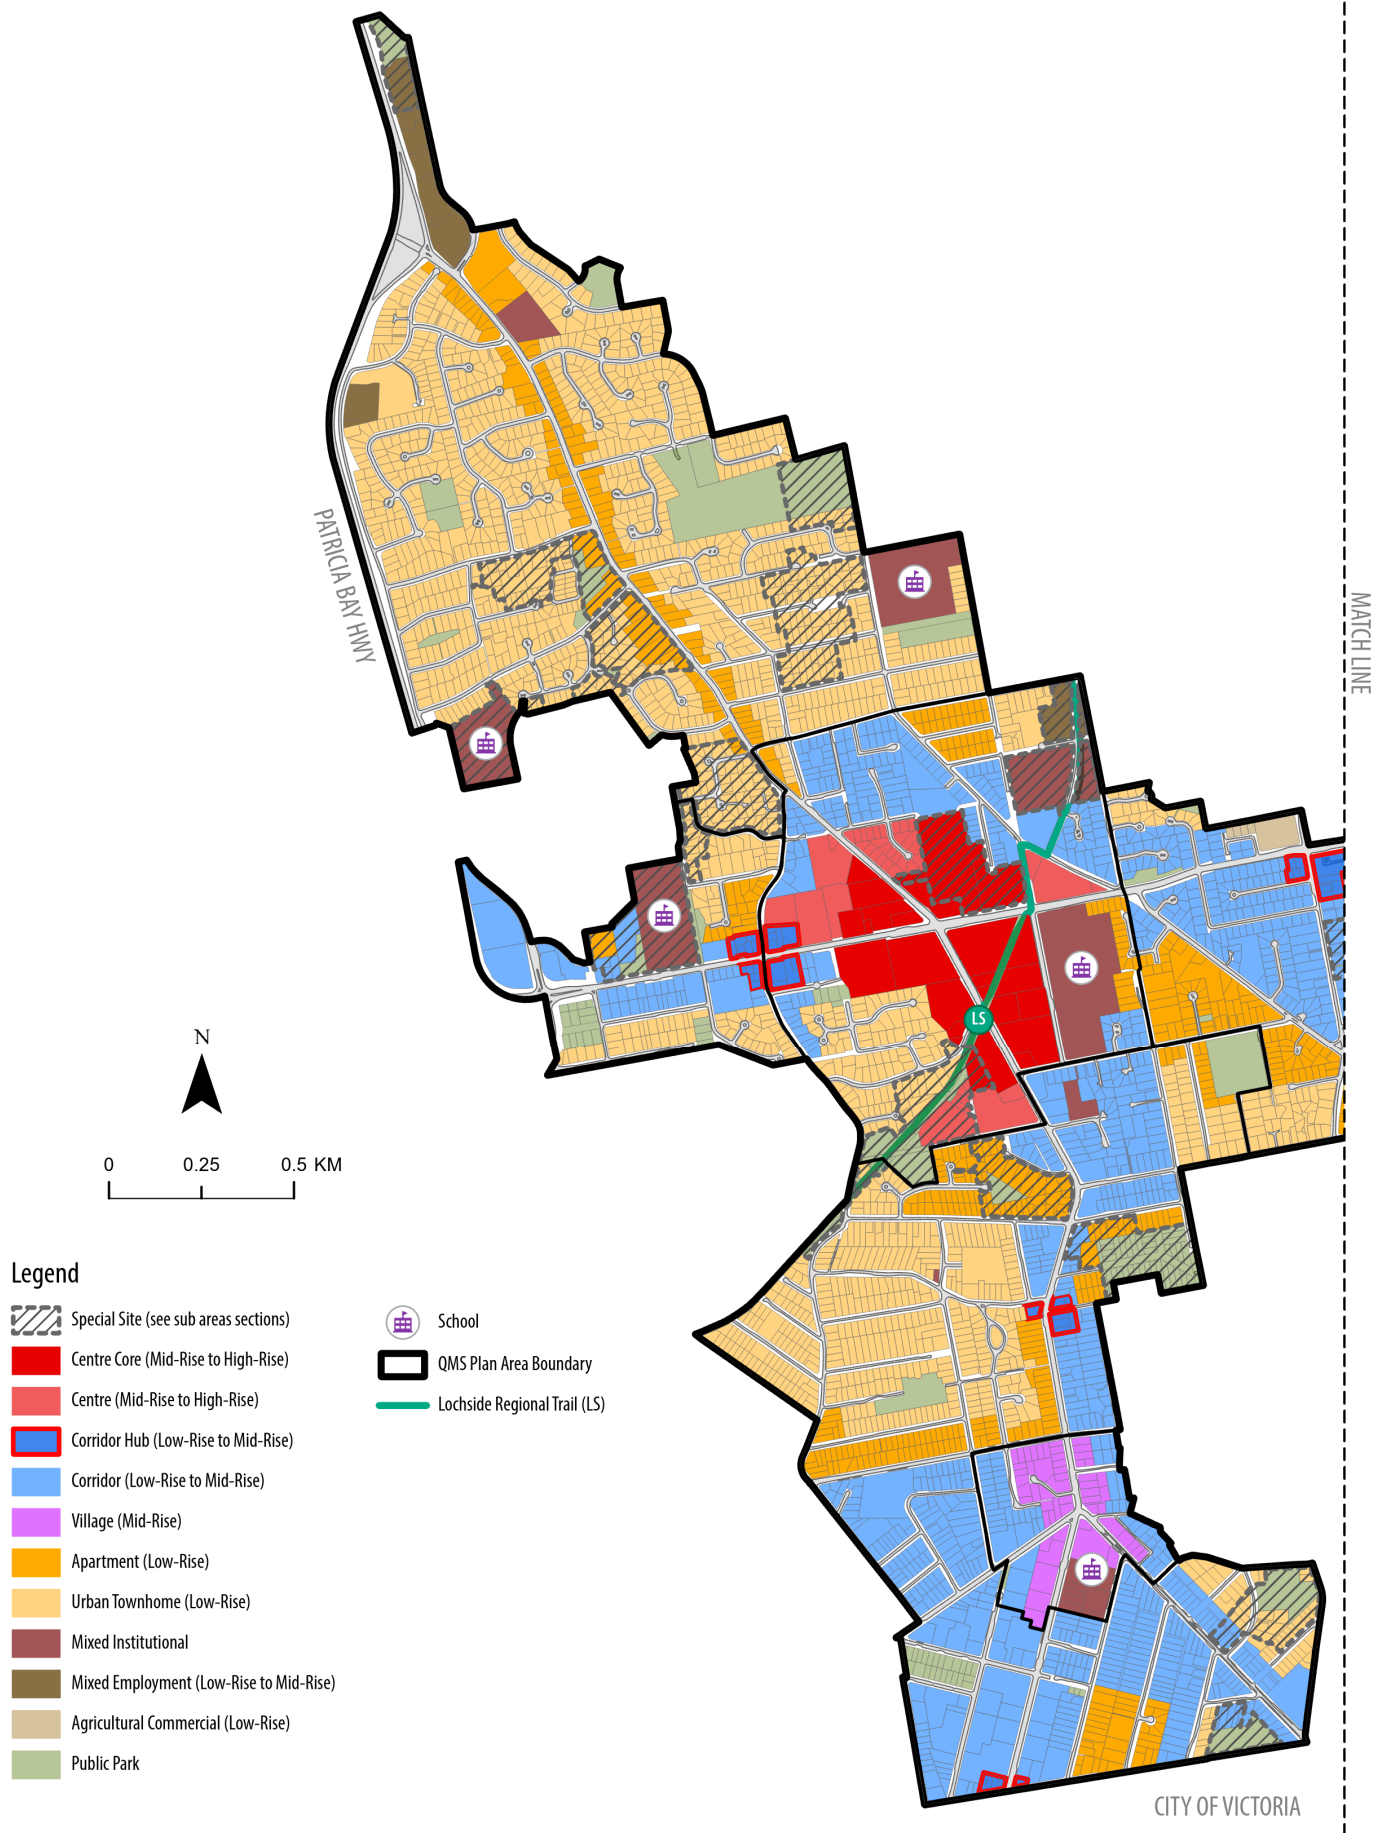 PATRICIA BAY HWY
MATCH LINE
LS
N
0 0.25 0.5 KM
Legend
Special Site (see sub areas sections)
Centre Core (Mid-Rise to High-Rise)
Centre (Mid-Rise to High-Rise)
Corridor Hub (Low-Rise to Mid-Rise)
Corridor (Low-Rise to Mid-Rise)
Village (Mid-Rise)
Apartment (Low-Rise)
Urban Townhome (Low-Rise)
Mixed Institutional
Mixed Employment (Low-Rise to Mid-Rise)
Agricultural Commercial (Low-Rise)
Public Park
School
QMS Plan Area Boundary
Lochside Regional Trail (LS)
CITY OF VICTORIA